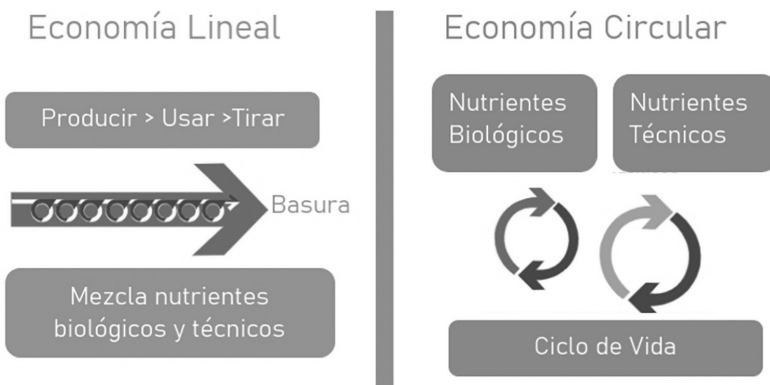 Economía Lineal
Producir > Usar >Tirar
Basura
Mezcla nutrientes
biológicos y técnicos
Economía Circular
Nutrientes
Biológicos
Nutrientes
Técnicos
Ciclo de Vida